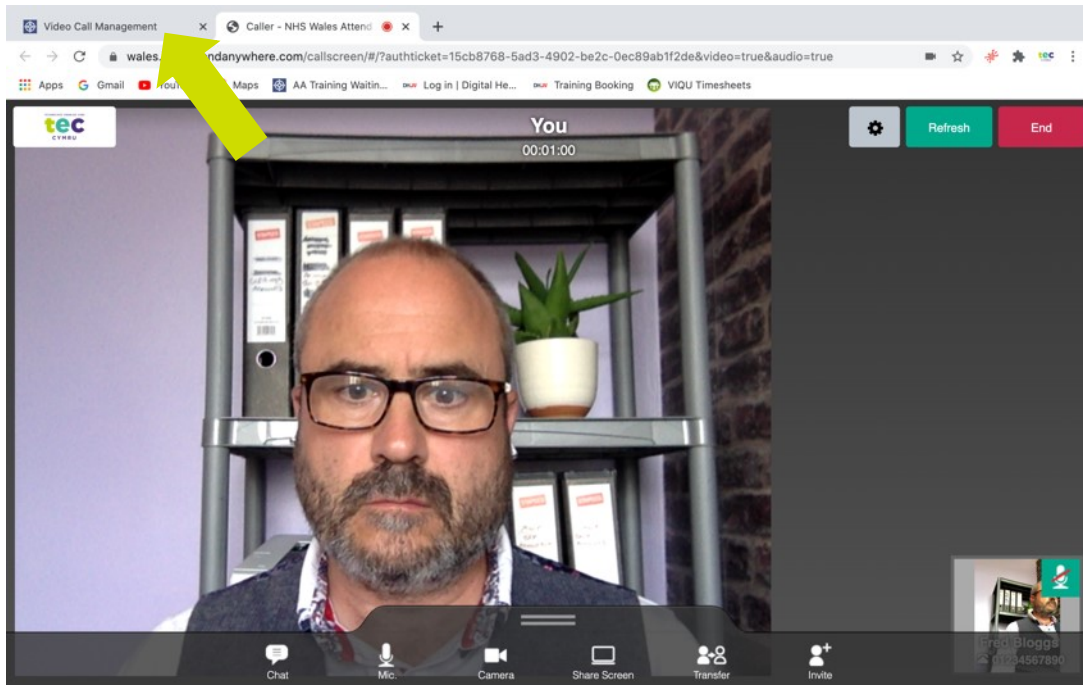 Video Call Management
Caller - NHS Wales Attend
wales. ndanywhere.com/callscreen/#/?authticket=15cb8768-5ad3-4902-be2c-0ec89ab1f2de&video=true&audio=true
Apps Gmail Maps AA Training Waitin... Log in | Digital He... Training Booking VIQU Timesheets
tec
CYMRU
You
00:01:00
Refresh
End
Fred Bloggs
01234567890
Chat
Mic.
Camera
Share Screen
Transfer
Invite